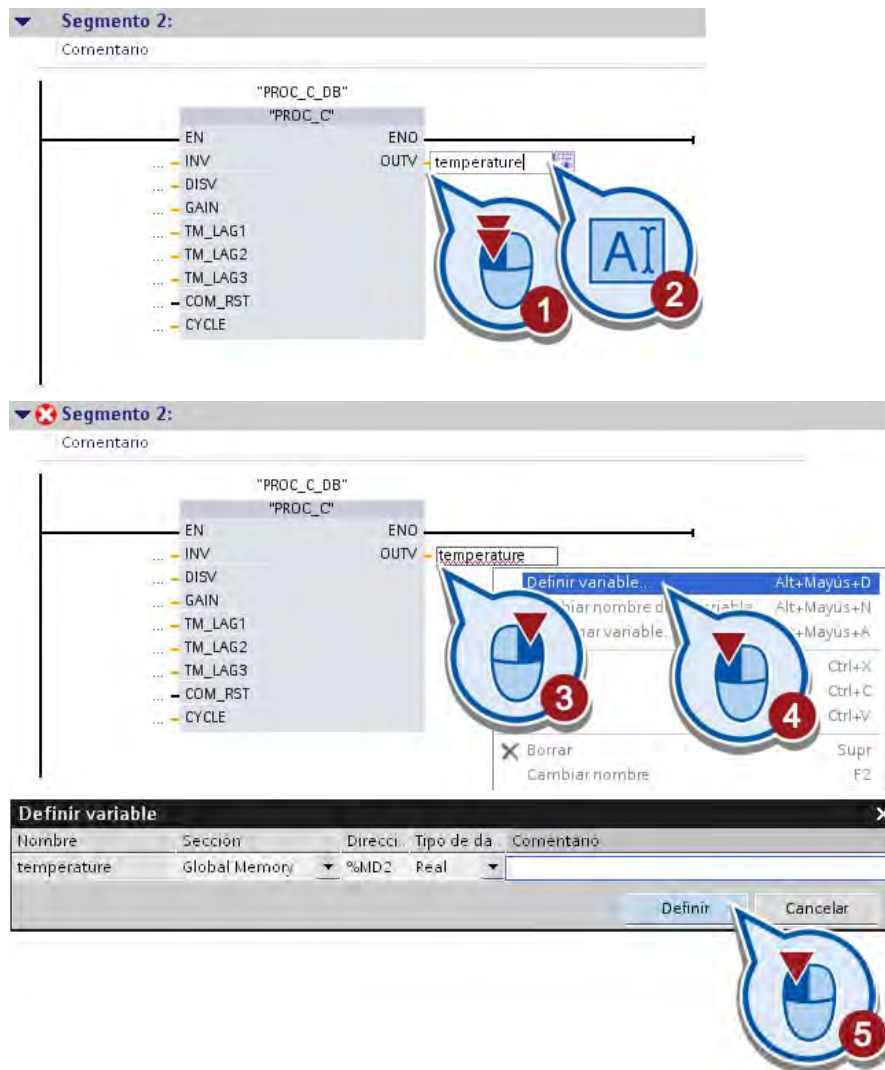 Segmento 2:
Comentario
"PROC_C_DB"
"PROC_C"
EN ENO
... INV OUTV temperature
... DISV
... GAIN
... TM_LAG1
... TM_LAG2
... TM_LAG3
... COM_RST
... CYCLE
A
1
2
Segmento 2:
Comentario
"PROC_C_DB"
"PROC_C"
EN ENO
... INV OUTV temperature
... DISV
... GAIN
... TM_LAG1
... TM_LAG2
... TM_LAG3
... COM_RST
... CYCLE
Definir variable... Alt+Mayús+D
nombre d Alt+Mayús+N
variable. +Mayús+A
Ctrl+X
Ctrl+C
Ctrl+V
Borrar Supr
Cambiar nombre F2
3
4
Definir variable
Nombre Sección Direcci.. Tipo de da.. Comentario
temperature Global Memory %MD2 Real
Definir Cancelar
5